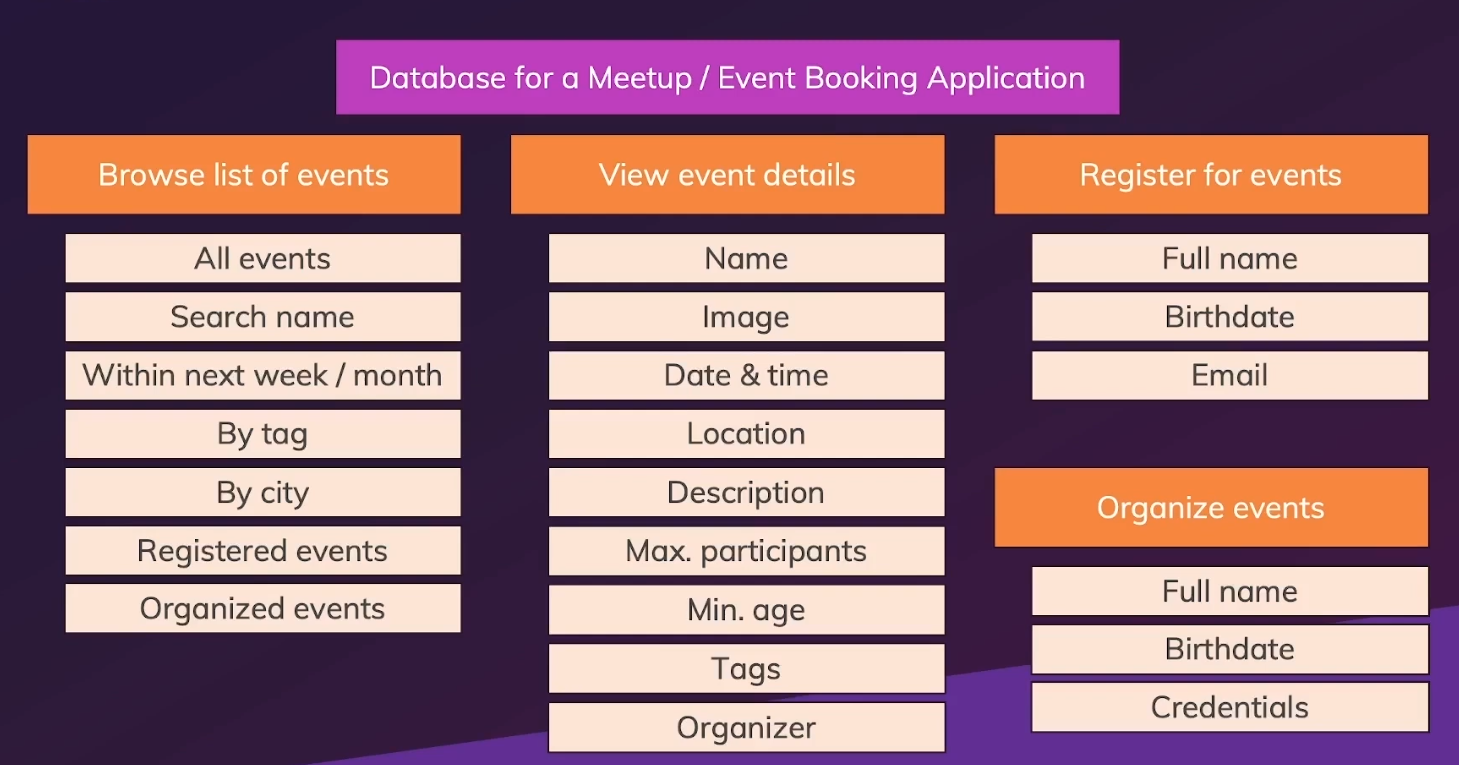 Database for a Meetup / Event Booking Application
Browse list of events
All events
Search name
Within next week / month
By tag
By city
Registered events
Organized events
View event details
Name
Image
Date & time
Location
Description
Max. participants
Min. age
Tags
Organizer
Register for events
Full name
Birthdate
Email
Organize events
Full name
Birthdate
Credentials